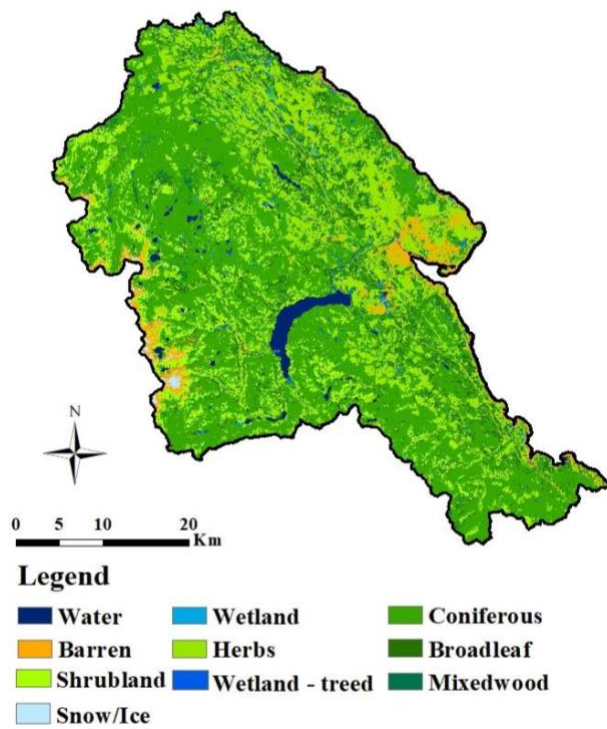 N
0 5 10 20
Km
Legend
Water Wetland Coniferous
Barren Herbs Broadleaf
Shrubland Wetland - treed Mixedwood
Snow/Ice